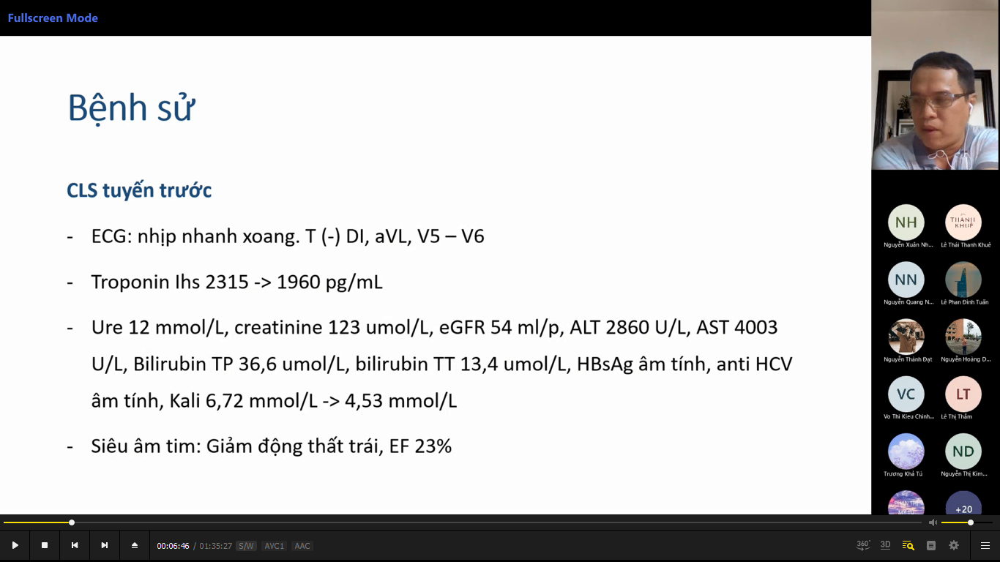 Fullscreen Mode
Bệnh sử
CLS tuyến trước
- ECG: nhịp nhanh xoang. T (-) DI, aVL, V5 – V6
- Troponin Ihs 2315 -> 1960 pg/mL
- Ure 12 mmol/L, creatinine 123 umol/L, eGFR 54 ml/p, ALT 2860 U/L, AST 4003
U/L, Bilirubin TP 36,6 umol/L, bilirubin TT 13,4 umol/L, HBsAg âm tính, anti HCV
âm tính, Kali 6,72 mmol/L -> 4,53 mmol/L
- Siêu âm tim: Giảm động thất trái, EF 23%
NH
THANH
KHUÊ
Nguyễn Xuân Nh...
Lê Thái Thanh Khuê
NN
Nguyễn Quang N...
Lê Phan Đình Tuấn
Nguyễn Thành Đạt
Nguyễn Hoàng D...
VC
LT
Vo Thi Kieu Chinh...
Lê Thị Thắm
ND
Trương Khả Tú
Nguyễn Thị Kim...
PHAN THỊ
+20
00:06:46 / 01:35:27 S/W AVC1 AAC
360° 3D